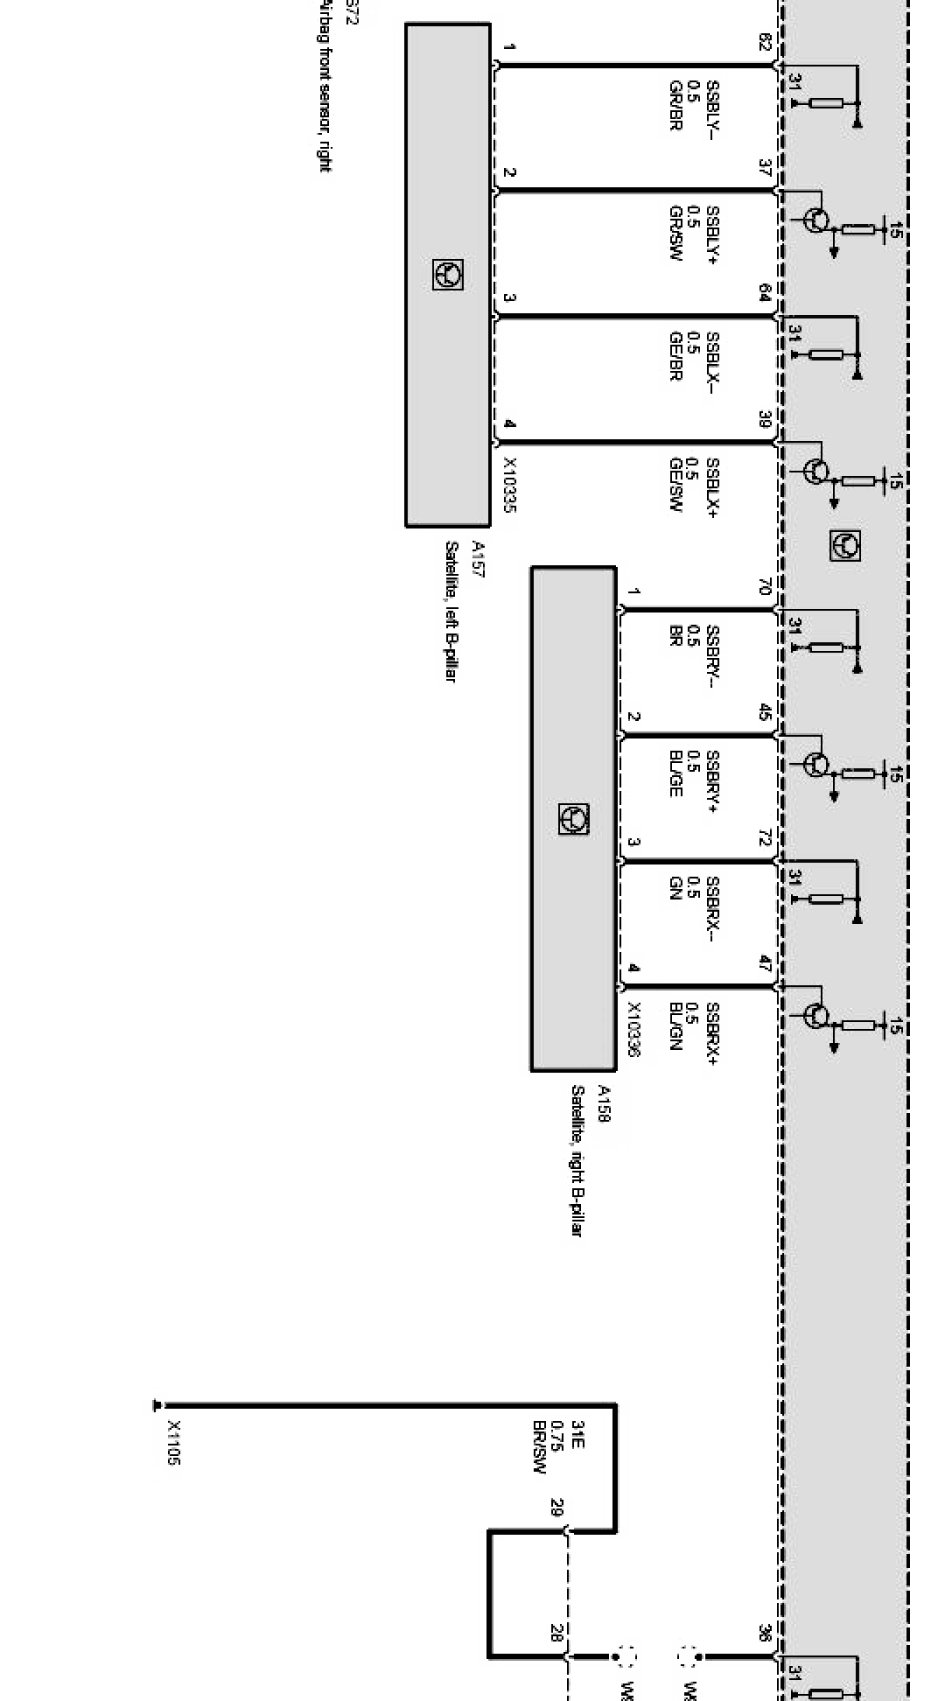 Airbag front sensor, right
1
62
SSBLY–
0.5
GR/BR
31
2
37
SSBLY+
0.5
GR/SW
15
3
64
SSBLX–
0.5
GE/BR
31
4
39
X10335
SSBLX+
0.5
GE/SW
15
A157
Satellite, left B-pillar
1
70
SSBRY–
0.5
BR
31
2
45
SSBRY+
0.5
BL/GE
15
3
72
SSBRX–
0.5
GN
31
4
47
X10336
SSBRX+
0.5
BL/GN
15
A158
Satellite, right B-pillar
X1105
31E
0.75
BR/SW
29
28
36
31